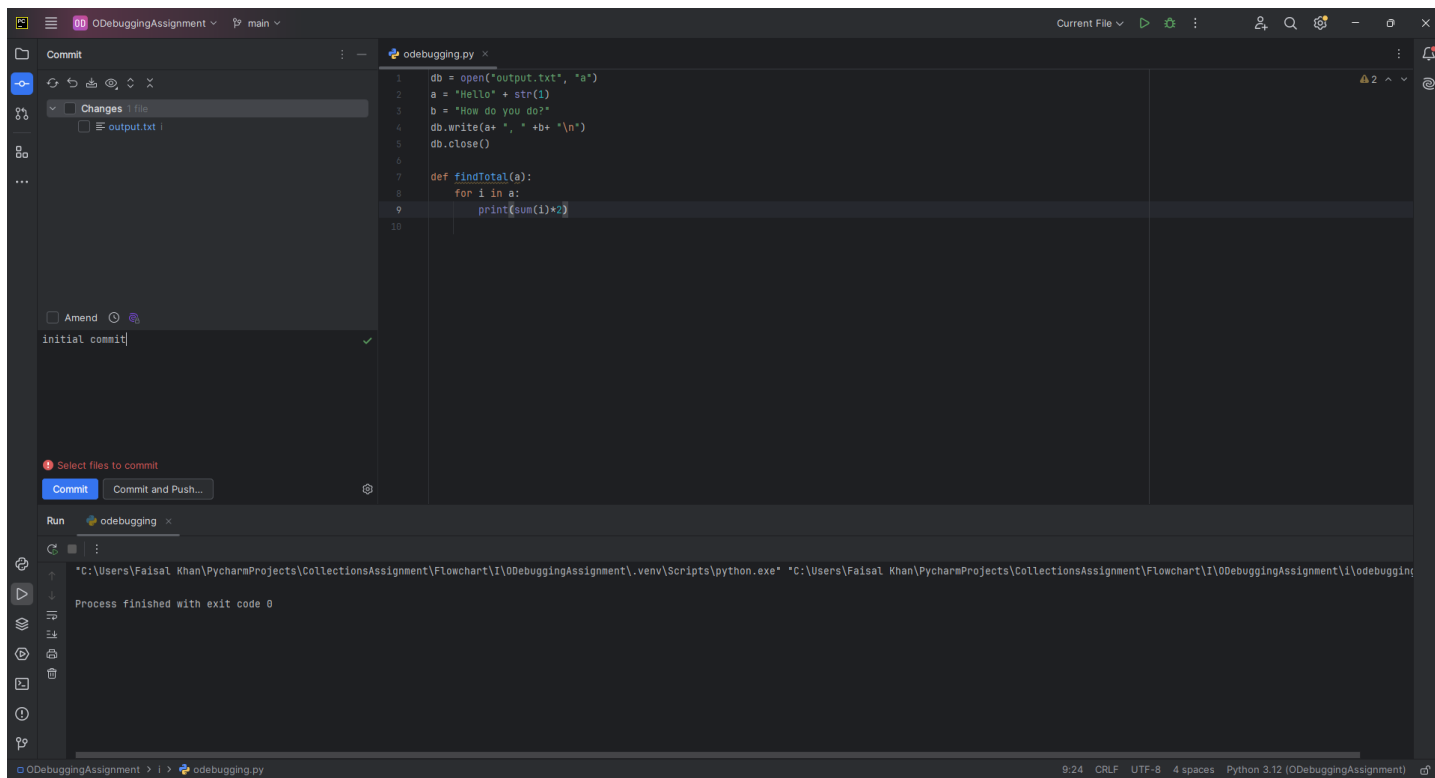 PC OD ODebuggingAssignment main Current File
Commit
odebugging.py
Changes 1 file
output.txt i
Amend
initial commit
Select files to commit
Commit Commit and Push...
1 db = open("output.txt", "a")
2 a = "Hello" + str(1)
3 b = "How do you do?"
4 db.write(a+ ", " +b+ "\n")
5 db.close()
6
7 def findTotal(a):
8 for i in a:
9 print(sum(i)*2)
10
2
Run odebugging
"C:\Users\Faisal Khan\PycharmProjects\CollectionsAssignment\Flowchart\I\ODebuggingAssignment\.venv\Scripts\python.exe" "C:\Users\Faisal Khan\PycharmProjects\CollectionsAssignment\Flowchart\I\ODebuggingAssignment\i\odebugging
Process finished with exit code 0
ODebuggingAssignment > i > odebugging.py 9:24 CRLF UTF-8 4 spaces Python 3.12 (ODebuggingAssignment)